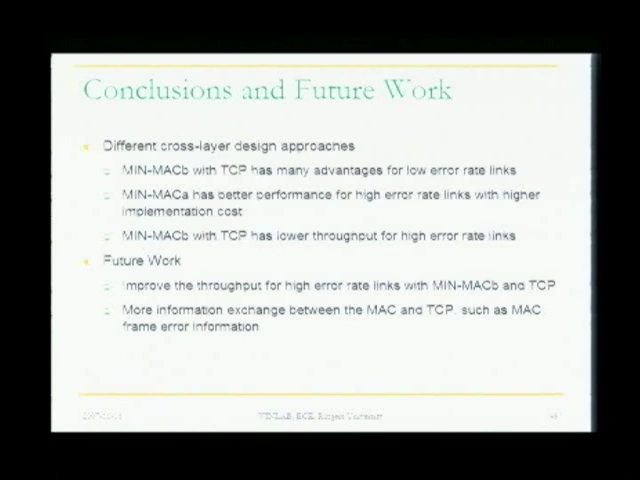 Conclusions and Future Work
Different cross-layer design approaches
MIN-MACb with TCP has many advantages for low error rate links
MIN-MACa has better performance for high error rate links with higher
implementation cost
MIN-MACb with TCP has lower throughput for high error rate links
Future Work
Improve the throughput for high error rate links with MIN-MACb and TCP
More information exchange between the MAC and TCP, such as MAC
frame error information
WINLAB, ECE, Rutgers University